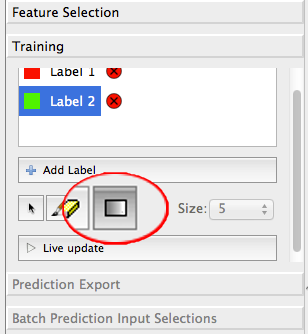 Feature Selection
Training
Label 1
Label 2
Add Label
Size: 5
Live update
Prediction Export
Batch Prediction Input Selections